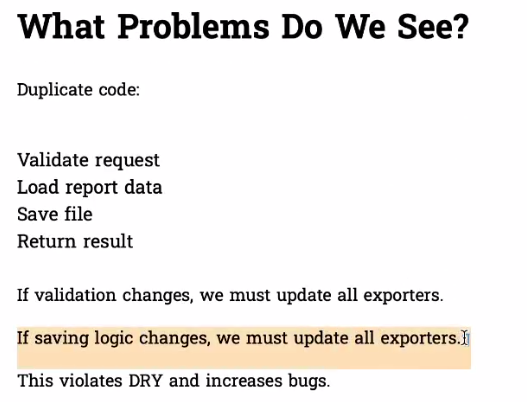 What Problems Do We See?
Duplicate code:
Validate request
Load report data
Save file
Return result
If validation changes, we must update all exporters.
If saving logic changes, we must update all exporters.
This violates DRY and increases bugs.